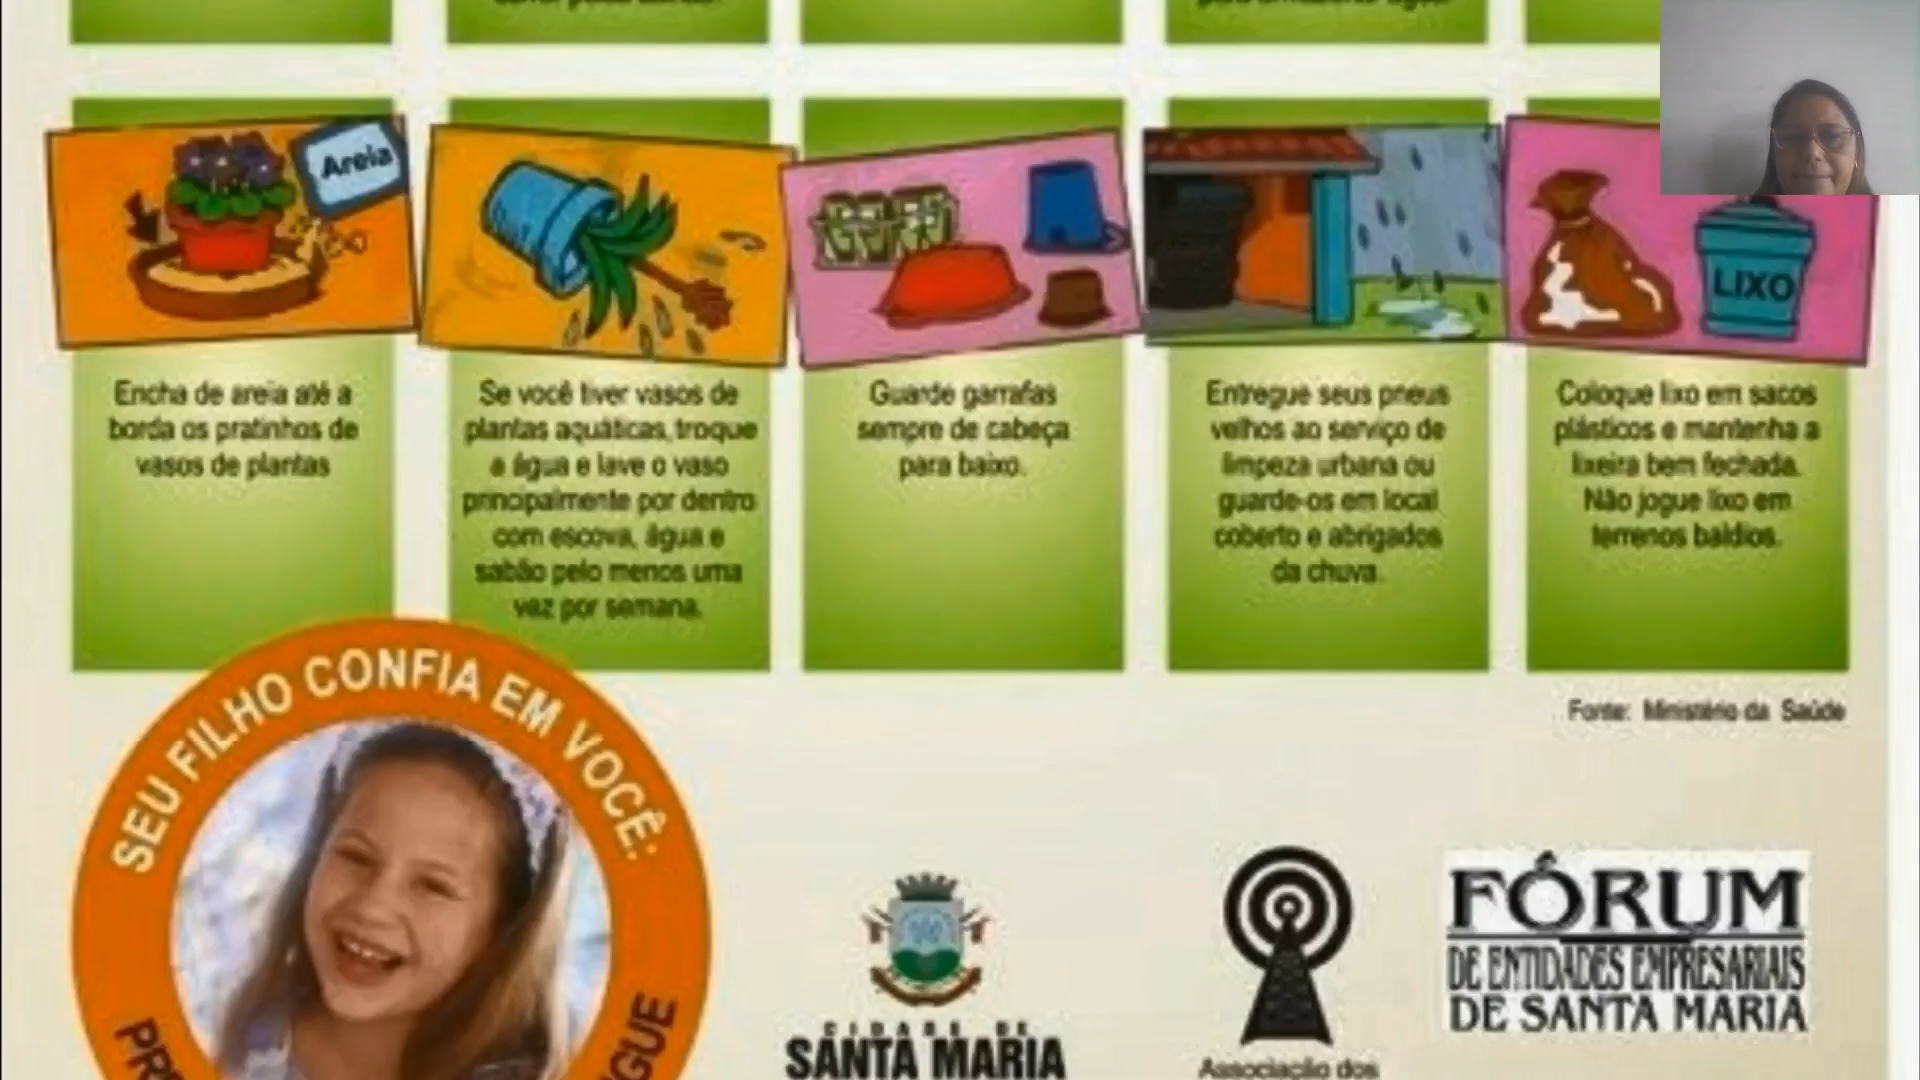 Areia
LIXO
Encha de areia até a
borda os pratinhos de
vasos de plantas
Se você tiver vasos de
plantas aquáticas, troque
a água e lave o vaso
principalmente por dentro
com escova, água e
sabão pelo menos uma
vez por semana.
Guarde garrafas
sempre de cabeça
para baixo.
Entregue seus pneus
velhos ao serviço de
limpeza urbana ou
guarde-os em local
coberto e abrigados
da chuva.
Coloque lixo em sacos
plásticos e mantenha a
lixeira bem fechada.
Não jogue lixo em
terrenos baldios.
Fonte: Ministério da Saúde
SEU FILHO CONFIA EM VOCÊ:
CIDADE DE
SANTA MARIA
Associação dos
FÓRUM
DE ENTIDADES EMPRESARIAIS
DE SANTA MARIA